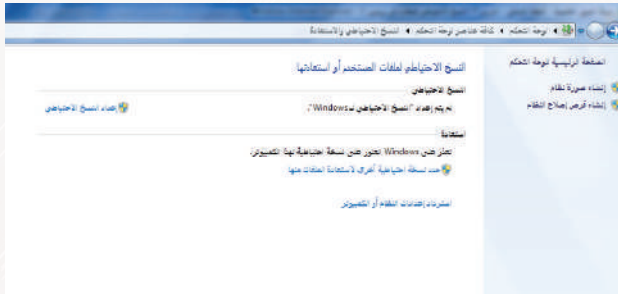 لوحة التحكم ◂ كافة عناصر لوحة التحكم ◂ النسخ الاحتياطي والاستعادة
الصفحة الرئيسية للوحة التحكم
إنشاء صورة نظام
إنشاء قرص إصلاح النظام
النسخ الاحتياطي لملفات المستخدم أو استعادتها
النسخ الاحتياطي
لم يتم إعداد "النسخ الاحتياطي لـ Windows".
إعداد النسخ الاحتياطي
استعادة
تعذر على Windows العثور على نسخة احتياطية لهذا الكمبيوتر.
حدد نسخة احتياطية أخرى لاستعادة الملفات منها
استرداد إعدادات النظام أو الكمبيوتر